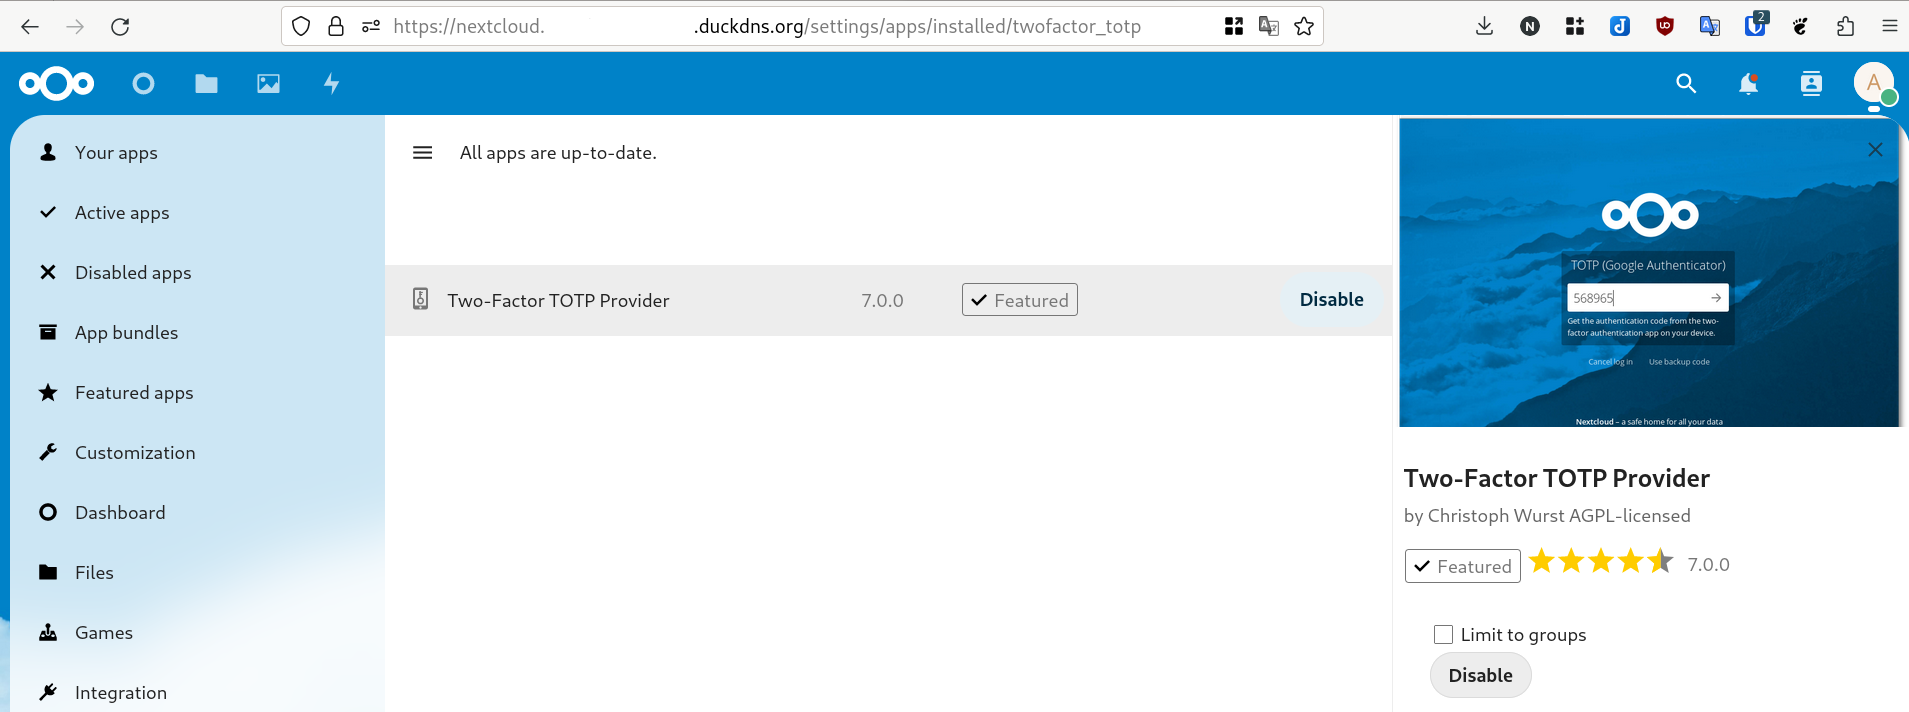 https://nextcloud. .duckdns.org/settings/apps/installed/twofactor_totp
N
2
A
Your apps
Active apps
Disabled apps
App bundles
Featured apps
Customization
Dashboard
Files
Games
Integration
All apps are up-to-date.
Two-Factor TOTP Provider 7.0.0 Featured Disable
TOTP (Google Authenticator)
568965
Get the authentication code from the two-
factor authentication app on your device.
Cancel log in Use backup code
Nextcloud – a safe home for all your data
Two-Factor TOTP Provider
by Christoph Wurst AGPL-licensed
Featured 7.0.0
Limit to groups
Disable